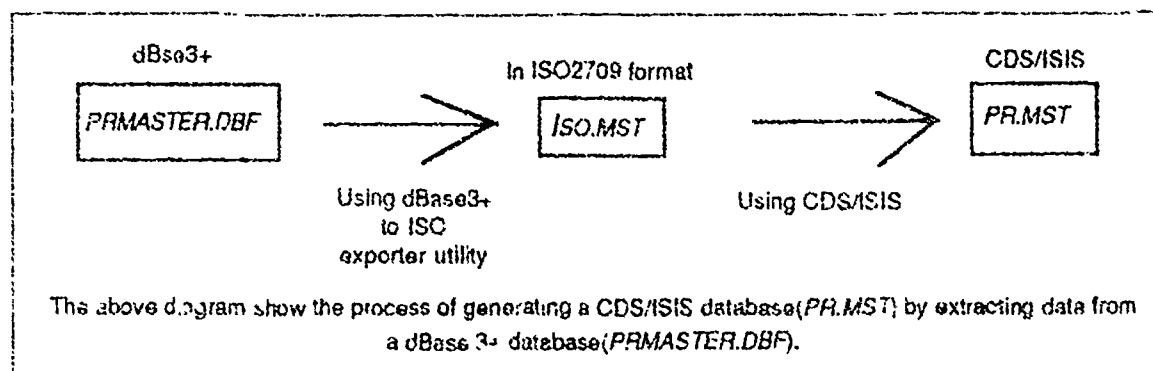 dBse3+
In ISO2709 format
CDS/ISIS
PRMASTER.DBF
ISO.MST
PR.MST
Using dBase3+
to ISC
exporter utility
Using CDS/ISIS
The above diagram show the process of generating a CDS/ISIS database(PR.MST) by extracting data from
a dBase 3+ database(PRMASTER.DBF).